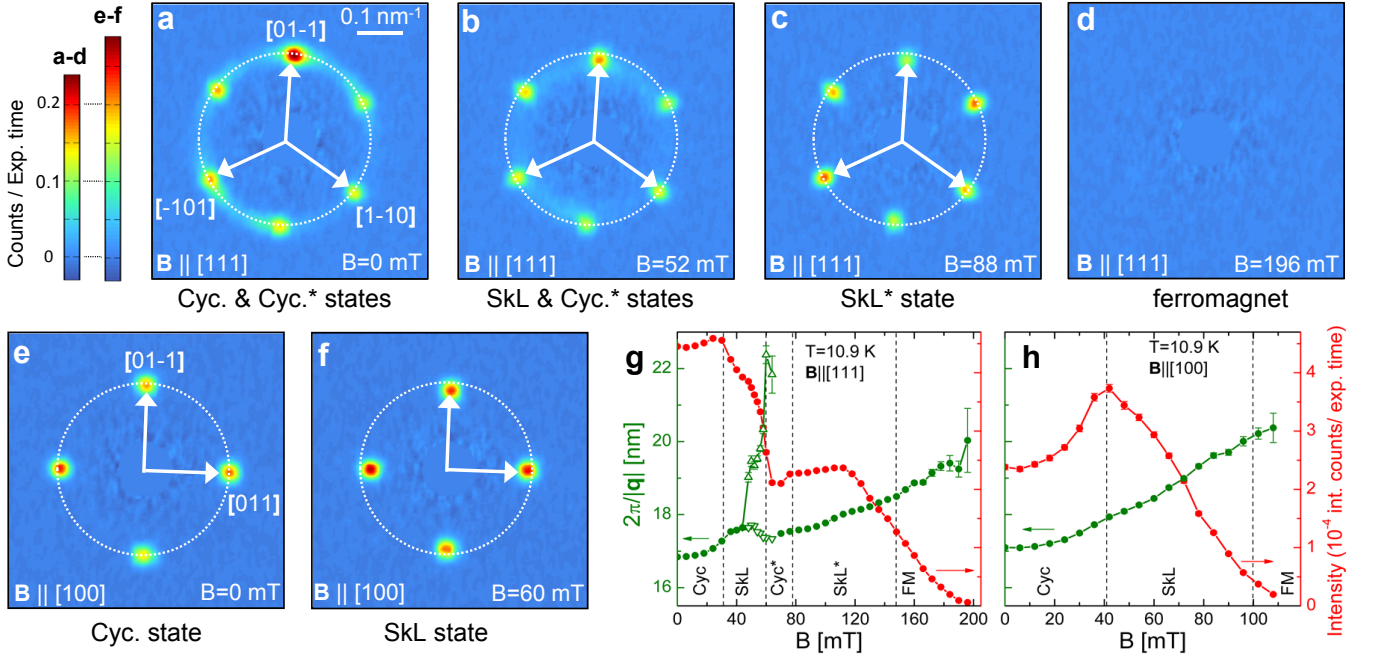 e-f
a-d
0.2
0.1
0
Counts / Exp. time
a
[01-1]
0.1 nm⁻¹
[-101]
[1-10]
B || [111]
B=0 mT
Cyc. & Cyc.* states
b
B || [111]
B=52 mT
SkL & Cyc.* states
c
B || [111]
B=88 mT
SkL* state
d
B || [111]
B=196 mT
ferromagnet
e
[01-1]
[011]
B || [100]
B=0 mT
Cyc. state
f
B || [100]
B=60 mT
SkL state
g
T=10.9 K
B||[111]
2π/|q| [nm]
22
20
18
16
Cyc
SkL
Cyc*
SkL*
FM
0
40
80
120
160
200
B [mT]
h
T=10.9 K
B||[100]
Cyc
SkL
FM
0
20
40
60
80
100
B [mT]
4
3
2
1
0
Intensity (10⁻⁴ int. counts/ exp. time)